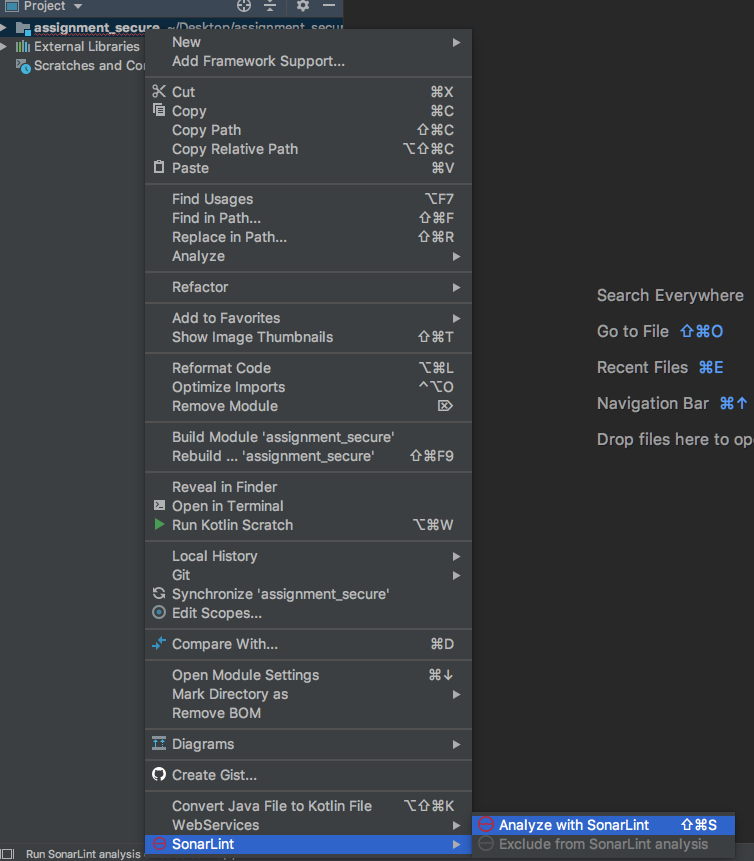 Project
assignment_secure ~/Desktop/assignment_secur
External Libraries
Scratches and Co
New
Add Framework Support...
Cut ⌘X
Copy ⌘C
Copy Path ⇧⌘C
Copy Relative Path ⌥⇧⌘C
Paste ⌘V
Find Usages ⌥F7
Find in Path... ⇧⌘F
Replace in Path... ⇧⌘R
Analyze
Refactor
Add to Favorites
Show Image Thumbnails ⇧⌘T
Reformat Code ⌥⌘L
Optimize Imports ^⌥O
Remove Module ⌦
Build Module 'assignment_secure'
Rebuild ... 'assignment_secure' ⇧⌘F9
Reveal in Finder
Open in Terminal
Run Kotlin Scratch ⌥⌘W
Local History
Git
Synchronize 'assignment_secure'
Edit Scopes...
Compare With... ⌘D
Open Module Settings ⌘↓
Mark Directory as
Remove BOM
Diagrams
Create Gist...
Convert Java File to Kotlin File ⌥⇧⌘K
WebServices
SonarLint
Analyze with SonarLint ⇧⌘S
Exclude from SonarLint analysis
Search Everywhere
Go to File ⇧⌘O
Recent Files ⌘E
Navigation Bar ⌘↑
Drop files here to op
Run SonarLint analysis